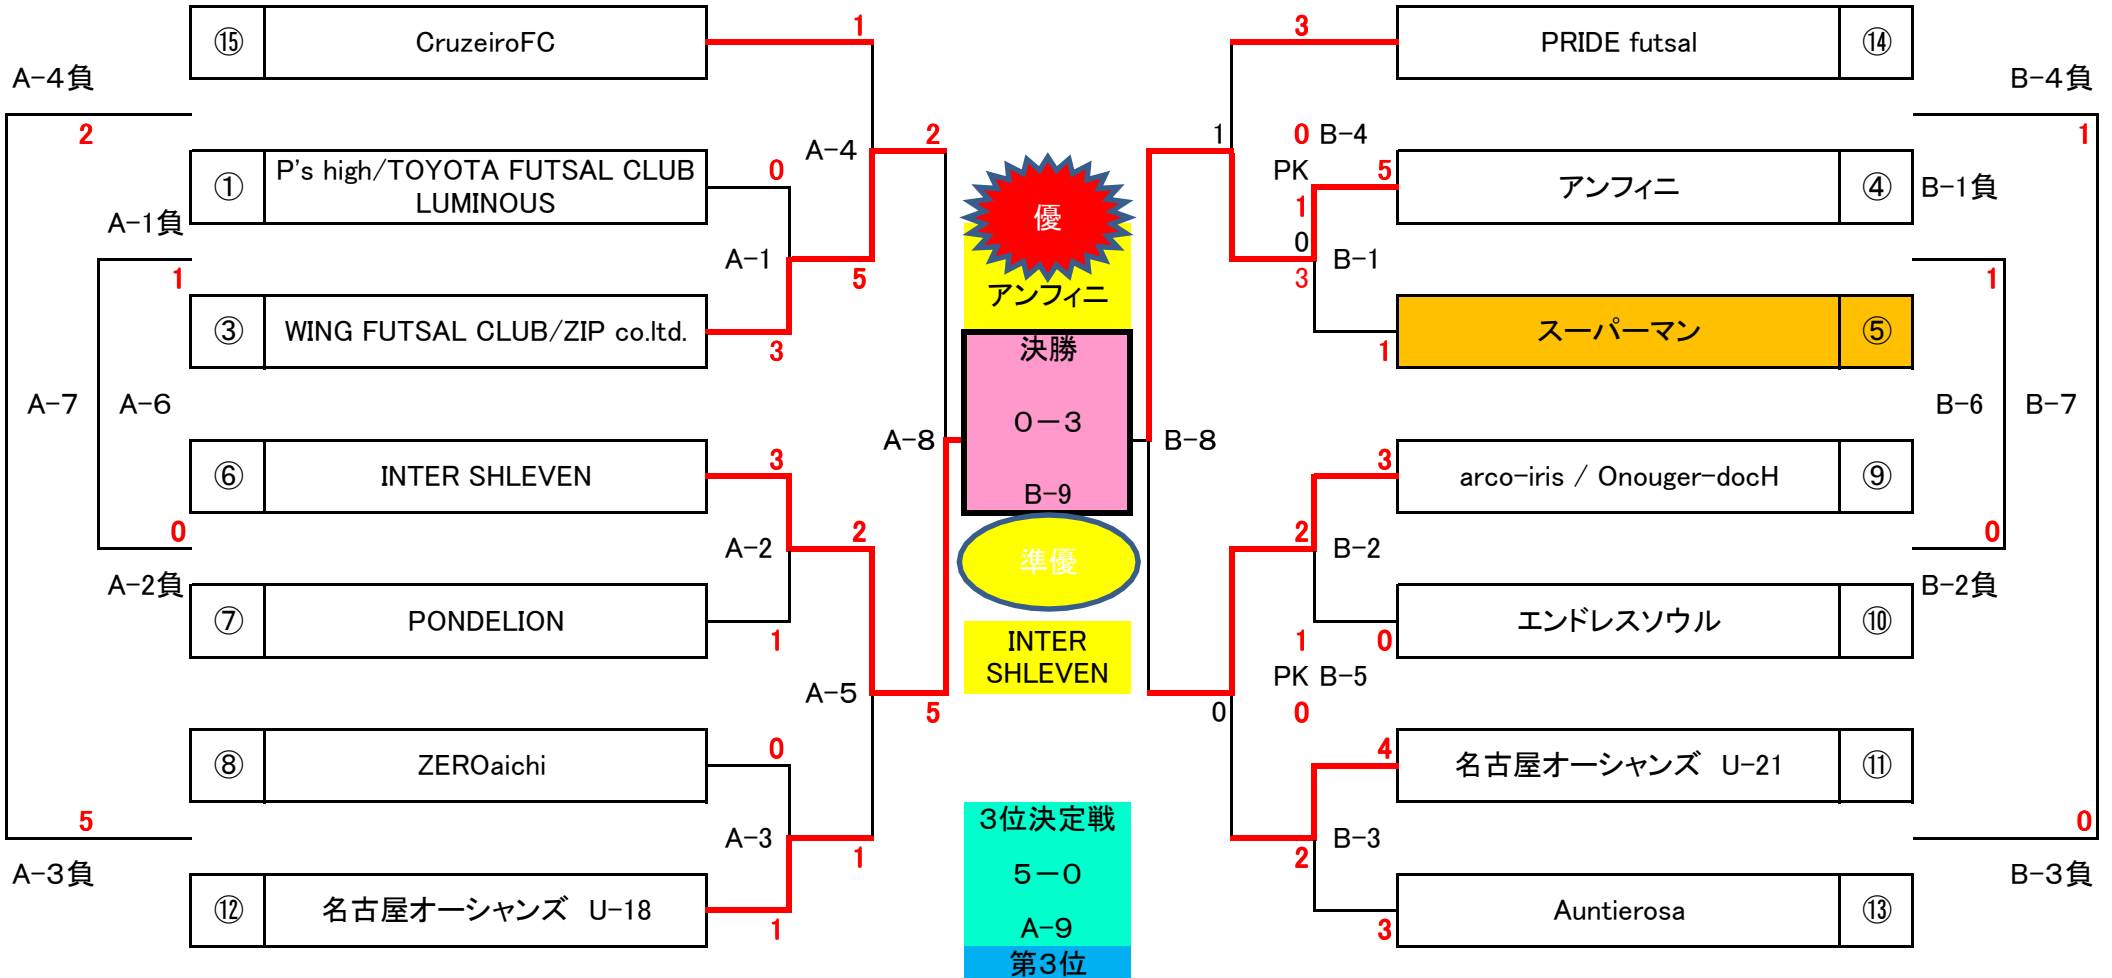 ⑮ CruzeiroFC 1
3 PRIDE futsal ⑭
A-4負
B-4負
2
1
① P's high/TOYOTA FUTSAL CLUB
LUMINOUS
0
A-4
2
1
0 B-4
PK
1
5 アンフィニ ④
A-1負
B-1負
優
アンフィニ
A-1
5
0
3
B-1
1
1
③ WING FUTSAL CLUB/ZIP co.ltd. 3
1 スーパーマン ⑤
決勝
0-3
B-9
A-7
A-6
A-8
B-8
B-6
B-7
⑥ INTER SHLEVEN 3
3 arco-iris / Onouger-docH ⑨
0
A-2
2
2
B-2
0
準優
A-2負
B-2負
⑦ PONDELION 1
0 エンドレスソウル ⑩
INTER
SHLEVEN
A-5
5
0
1
PK B-5
0
⑧ ZEROaichi 0
4 名古屋オーシャンズ U-21 ⑪
5
A-3
1
2
B-3
0
3位決定戦
5-0
A-9
第3位
A-3負
B-3負
⑫ 名古屋オーシャンズ U-18 1
3 Auntierosa ⑬